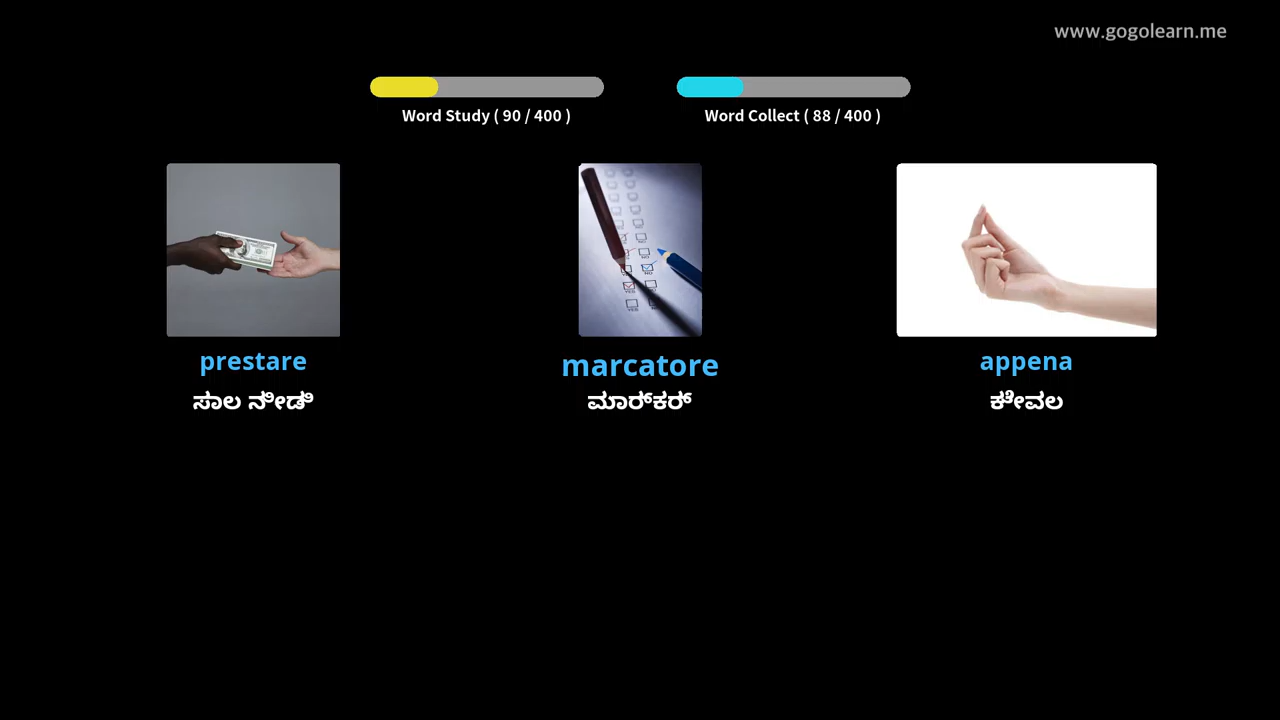 www.gogolearn.me
Word Study ( 90 / 400 )
Word Collect ( 88 / 400 )
prestare
marcatore
appena
ಸಾಲ ನೀಡಿ
ಮಾರ್ಕರ್
ಕೇವಲ